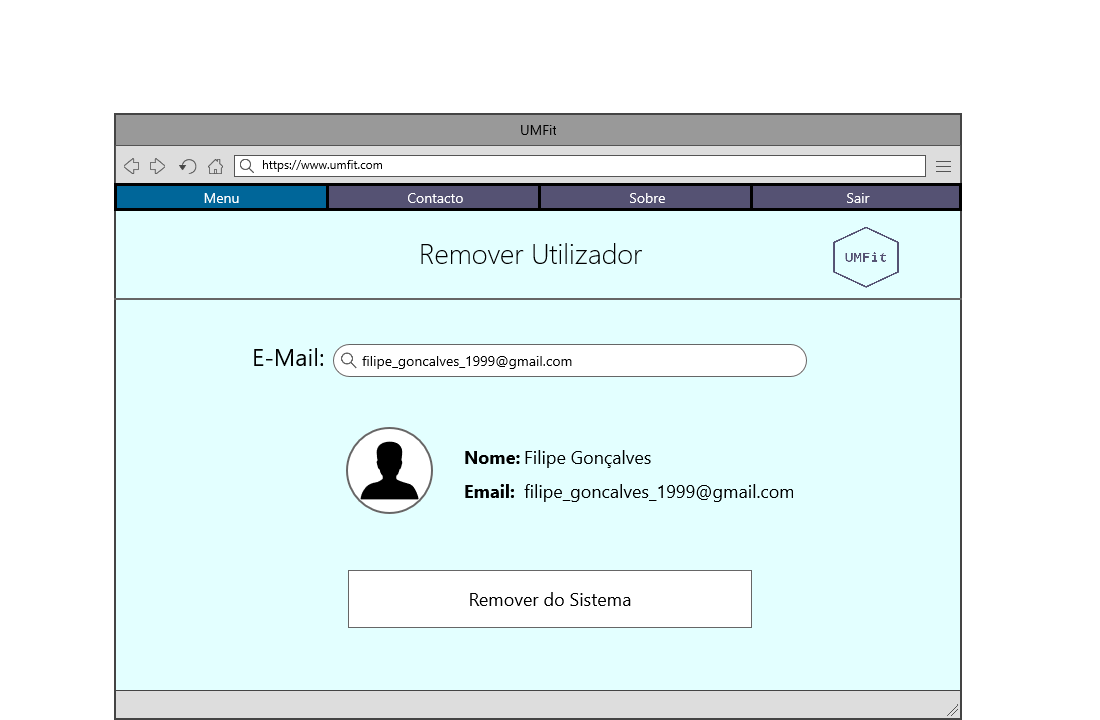 UMFit
https://www.umfit.com
Menu Contacto Sobre Sair
Remover Utilizador
UMFit
E-Mail: filipe_goncalves_1999@gmail.com
Nome: Filipe Gonçalves
Email: filipe_goncalves_1999@gmail.com
Remover do Sistema